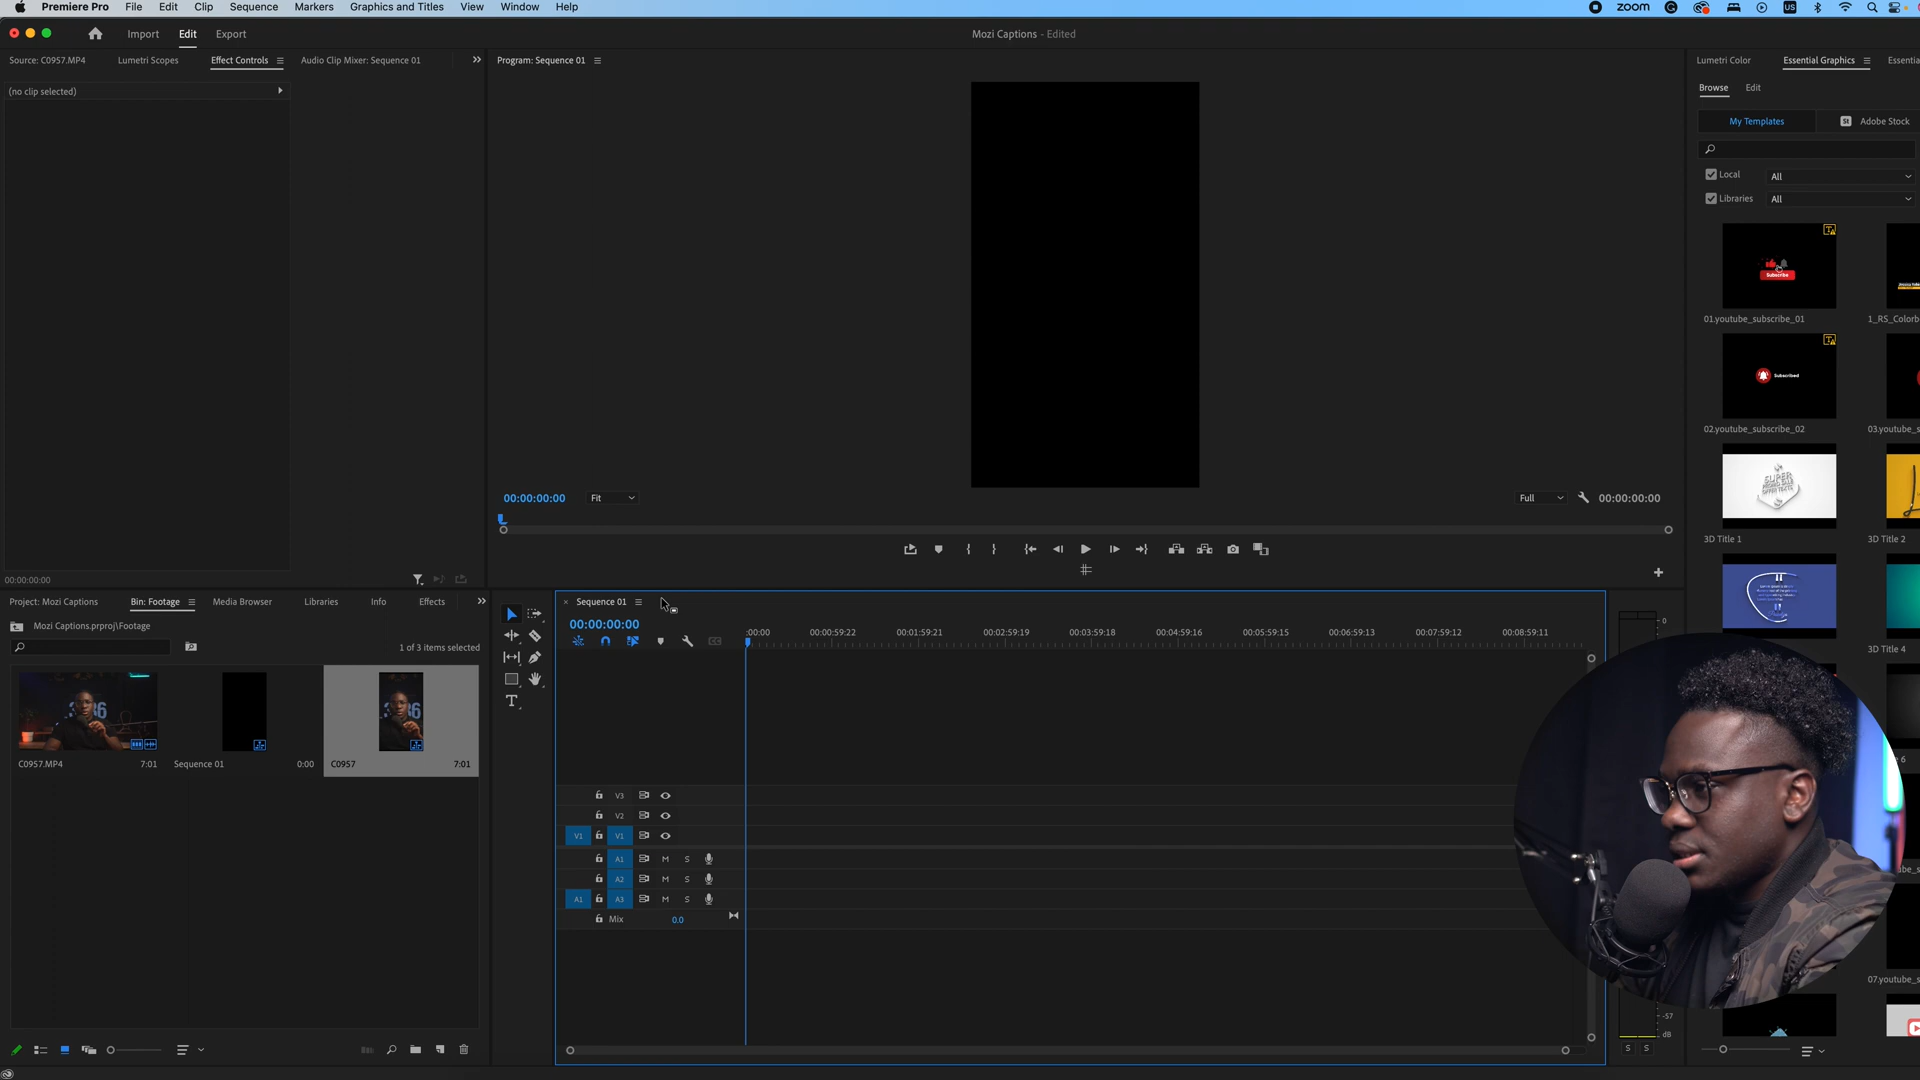 Premiere Pro File Edit Clip Sequence Markers Graphics and Titles View Window Help
zoom US
Import Edit Export
Mozi Captions - Edited
Source: C0957.MP4 Lumetri Scopes Effect Controls Audio Clip Mixer: Sequence 01
(no clip selected)
00:00:00:00
Program: Sequence 01
00:00:00:00 Fit
Full 00:00:00:00
Lumetri Color Essential Graphics Essentia
Browse Edit
My Templates St Adobe Stock
Local All
Libraries All
Subscribe
01.youtube_subscribe_01 1_RS_Colorb
Subscribed
02.youtube_subscribe_02 03.youtube_s
SUPER
3D Title 1 3D Title 2
3D Title 4
07.youtube_s
Project: Mozi Captions Bin: Footage Media Browser Libraries Info Effects
Mozi Captions.prproj\Footage
1 of 3 items selected
C0957.MP4 7:01 Sequence 01 0:00 C0957 7:01
Sequence 01
00:00:00:00
:00:00 00:00:59:22 00:01:59:21 00:02:59:19 00:03:59:18 00:04:59:16 00:05:59:15 00:06:59:13 00:07:59:12 00:08:59:11
V3
V2
V1 V1
A1 M S
A2 M S
A1 A3 M S
Mix 0.0
0
-57
dB
S S